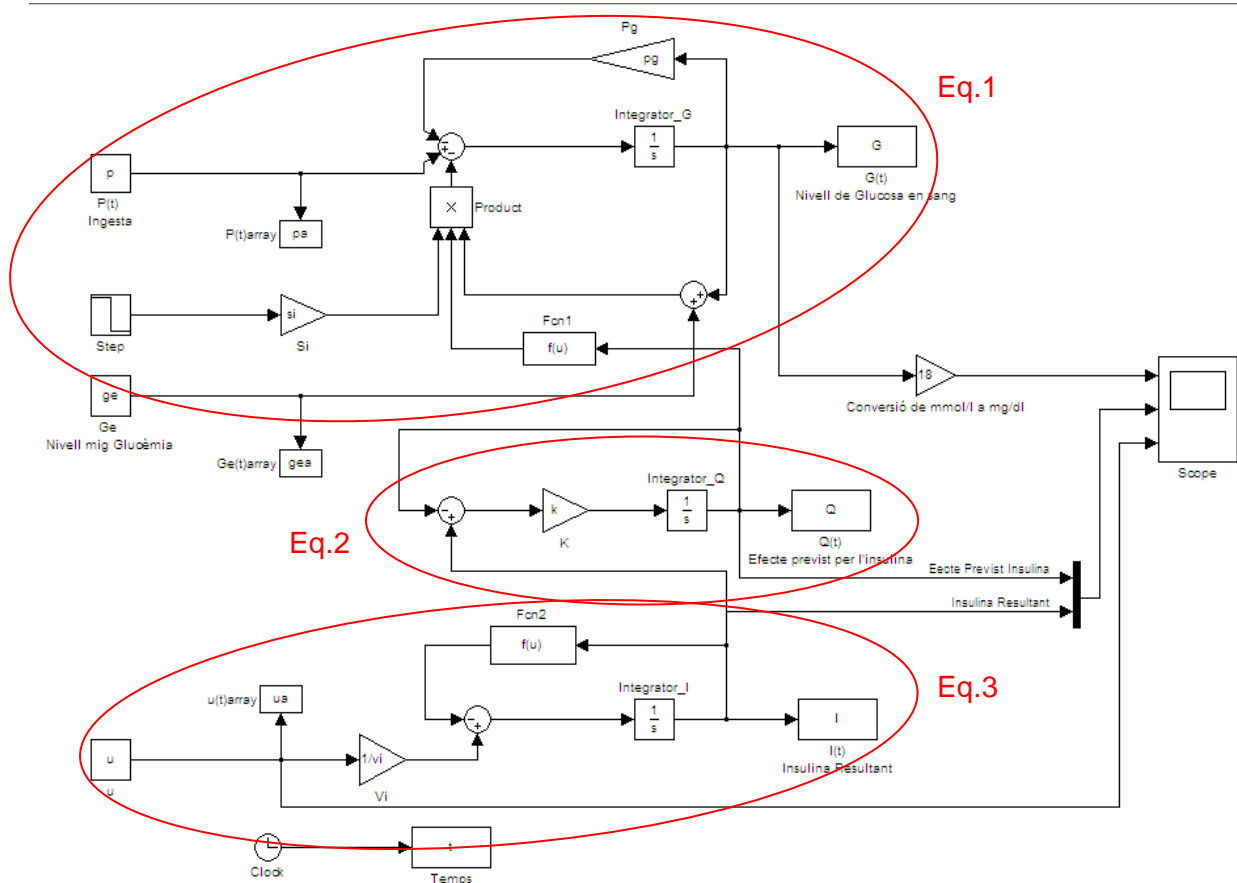 Pg
pg
Eq.1
Integrator_G
1
s
G
G(t)
Nivell de Glucosa en sang
p
P(t)
Ingesta
P(t)array
pa
Product
Step
si
Si
Fcn1
f(u)
ge
Ge
Nivell mig Glucèmia
Ge(t)array
gea
18
Conversió de mmol/l a mg/dl
Scope
Eq.2
k
K
Integrator_Q
1
s
Q
Q(t)
Efecte previst per l'insulina
Eecte Previst Insulina
Insulina Resultant
Fcn2
f(u)
Eq.3
u(t)array
ua
Integrator_I
1
s
I
I(t)
Insulina Resultant
u
u
1/vi
Vi
Clock
t
Temps